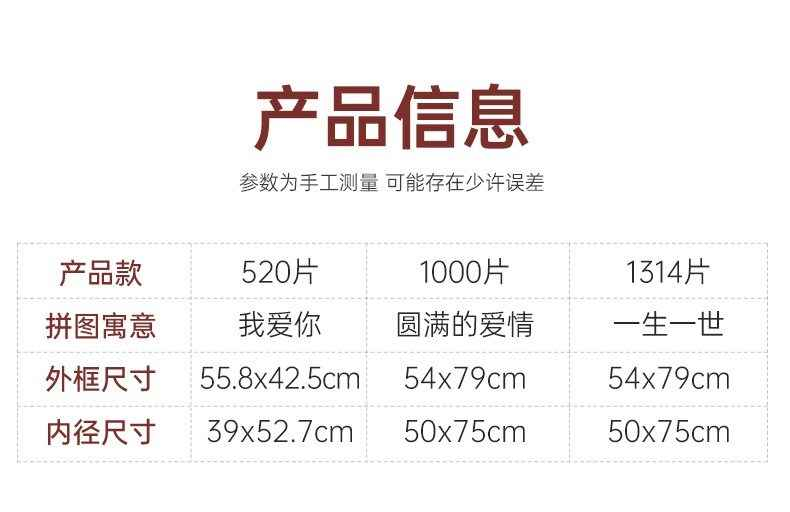 产品信息
参数为手工测量 可能存在少许误差
产品款 520片 1000片 1314片
拼图寓意 我爱你 圆满的爱情 一生一世
外框尺寸 55.8x42.5cm 54x79cm 54x79cm
内径尺寸 39x52.7cm 50x75cm 50x75cm